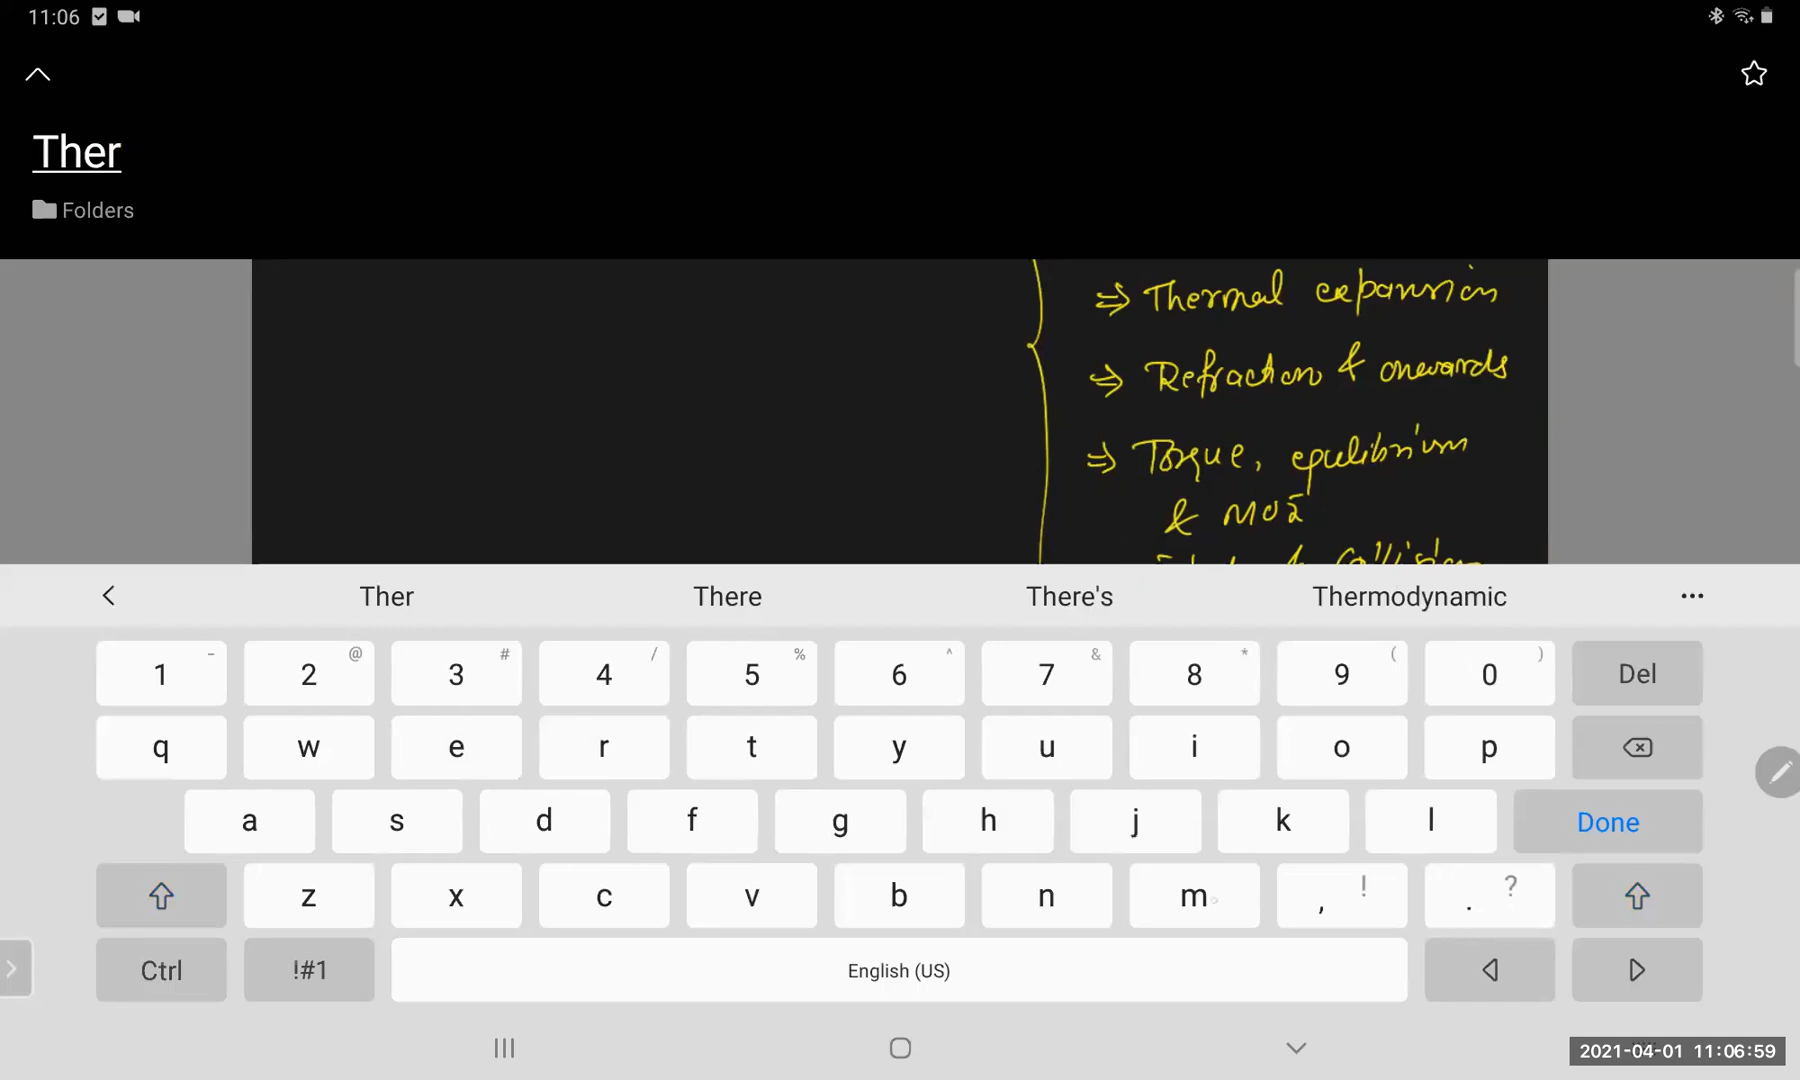 11:06
Ther
Folders
⇒ Thermal expansion
⇒ Refraction & onwards
⇒ Torque, equilibrium
& MOI
& Collision
< Ther There There's Thermodynamic ...
1 - 2 @ 3 # 4 / 5 % 6 ^ 7 & 8 * 9 ( 0 ) Del
q w e r t y u i o p
a s d f g h j k l Done
z x c v b n m , ! . ?
Ctrl !#1 English (US)
2021-04-01 11:06:59